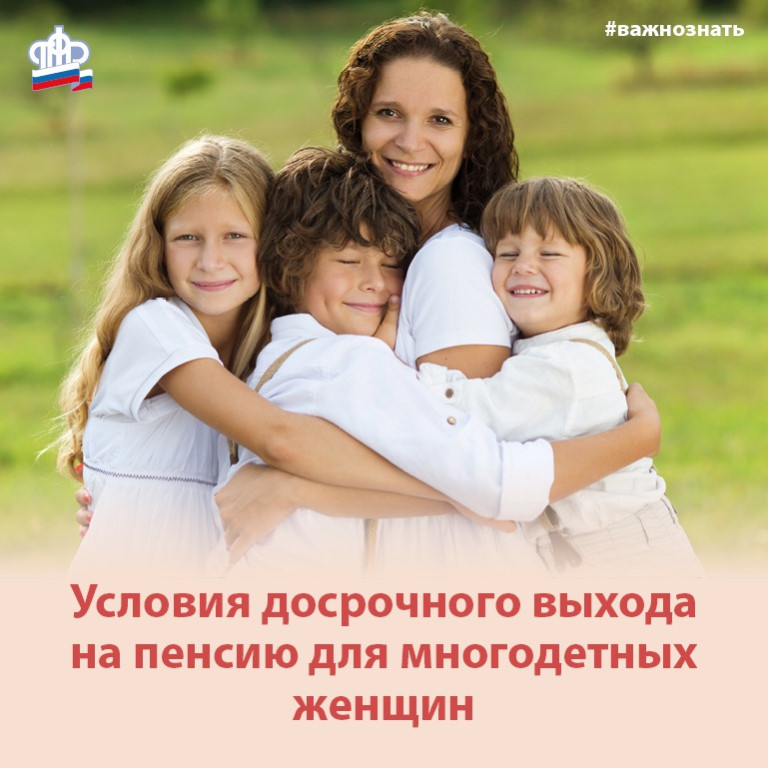 #важнознать
Условия досрочного выхода
на пенсию для многодетных
женщин